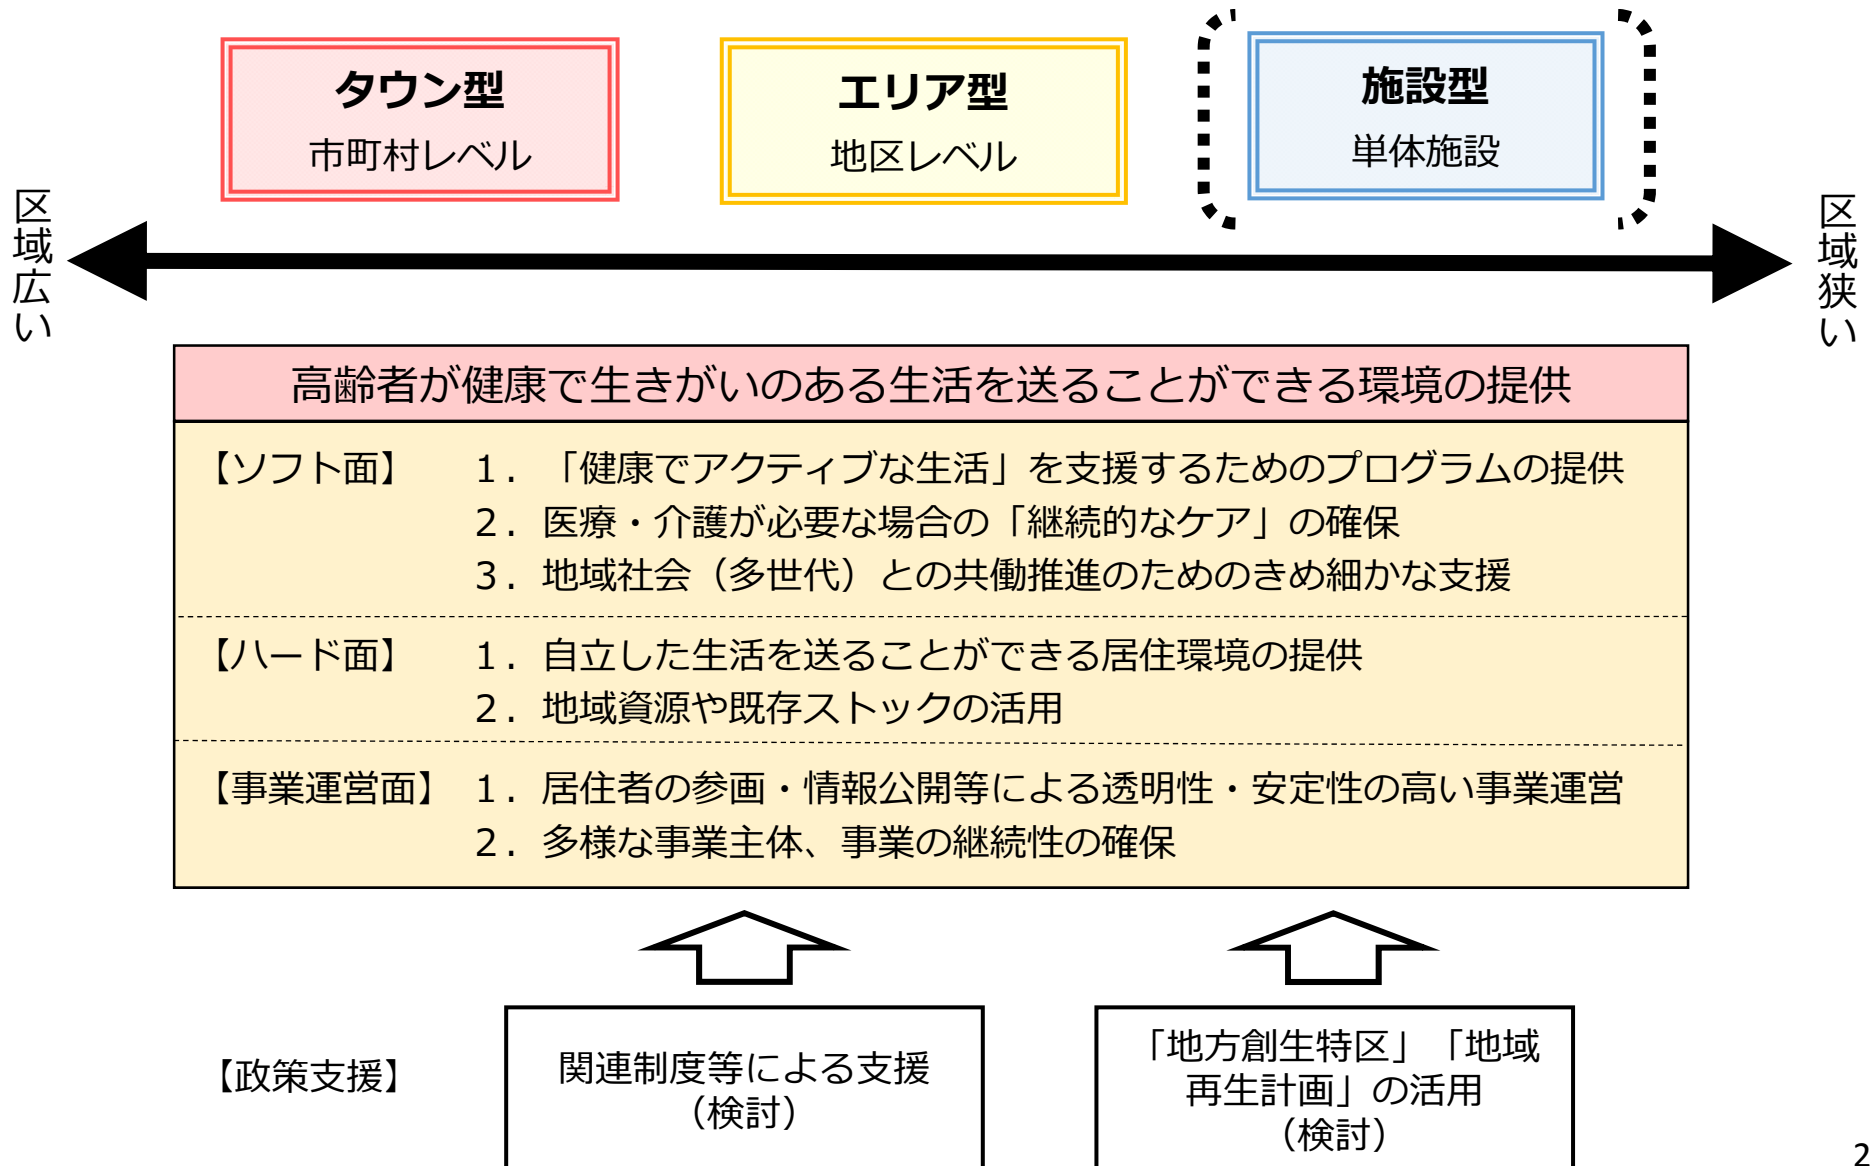 タウン型
市町村レベル
エリア型
地区レベル
施設型
単体施設
区域広い
区域狭い
高齢者が健康で生きがいのある生活を送ることができる環境の提供
【ソフト面】 1．「健康でアクティブな生活」を支援するためのプログラムの提供
2．医療・介護が必要な場合の「継続的なケア」の確保
3．地域社会（多世代）との共働推進のためのきめ細かな支援
【ハード面】 1．自立した生活を送ることができる居住環境の提供
2．地域資源や既存ストックの活用
【事業運営面】 1．居住者の参画・情報公開等による透明性・安定性の高い事業運営
2．多様な事業主体、事業の継続性の確保
【政策支援】
関連制度等による支援
（検討）
「地方創生特区」「地域
再生計画」の活用
（検討）
2